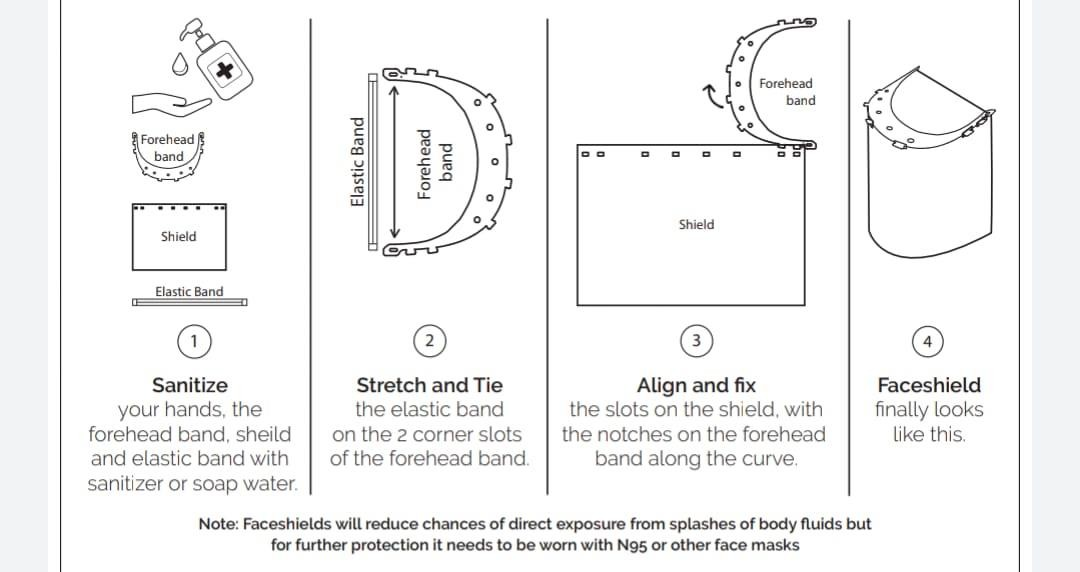 Forehead
band
Shield
Elastic Band
1
Sanitize
your hands, the
forehead band, sheild
and elastic band with
sanitizer or soap water.
Elastic Band
Forehead
band
2
Stretch and Tie
the elastic band
on the 2 corner slots
of the forehead band.
Forehead
band
Shield
3
Align and fix
the slots on the shield, with
the notches on the forehead
band along the curve.
4
Faceshield
finally looks
like this.
Note: Faceshields will reduce chances of direct exposure from splashes of body fluids but
for further protection it needs to be worn with N95 or other face masks